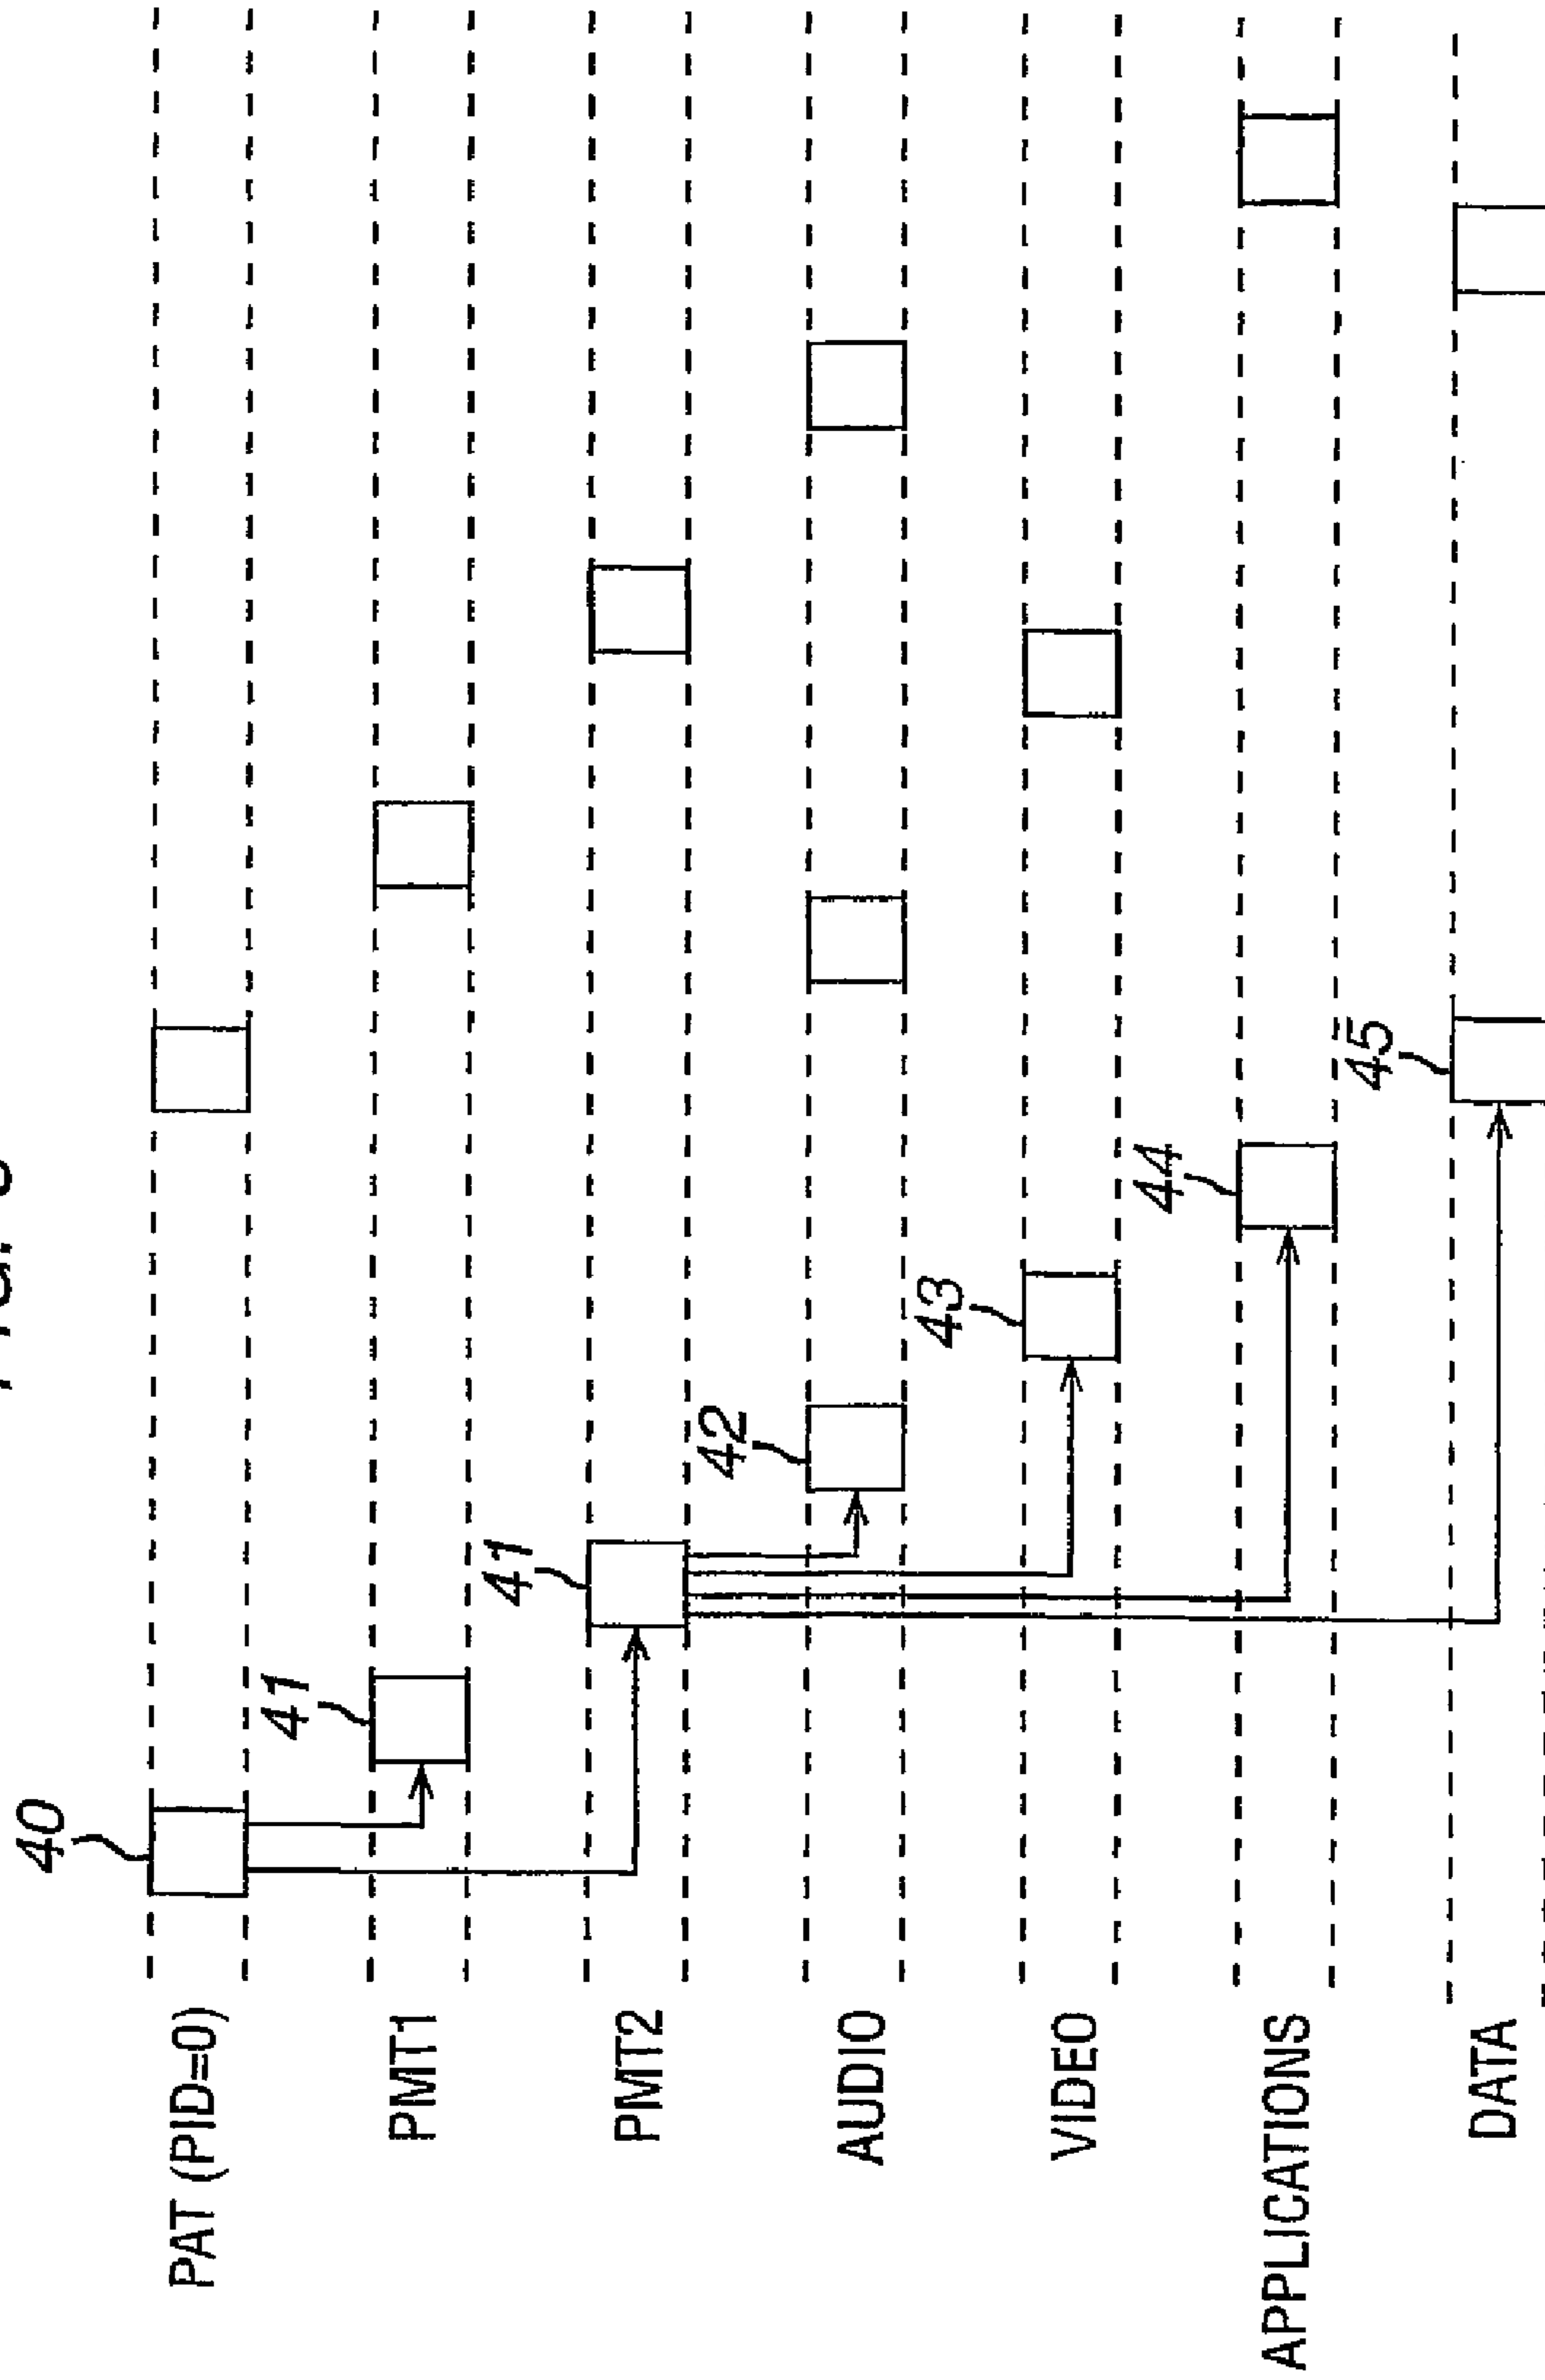 PAT (PID=0)
40
PMT1
41
PMT2
41
AUDIO
42
VIDEO
43
APPLICATIONS
44
DATA
45